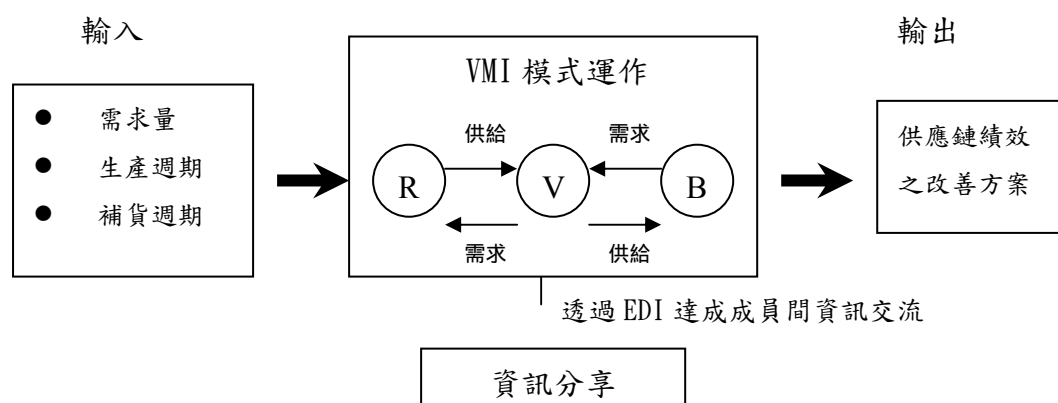 輸入
輸出
VMI 模式運作
● 需求量
● 生產週期
● 補貨週期
供給
需求
R
V
B
需求
供給
供應鏈績效
之改善方案
透過 EDI 達成成員間資訊交流
資訊分享